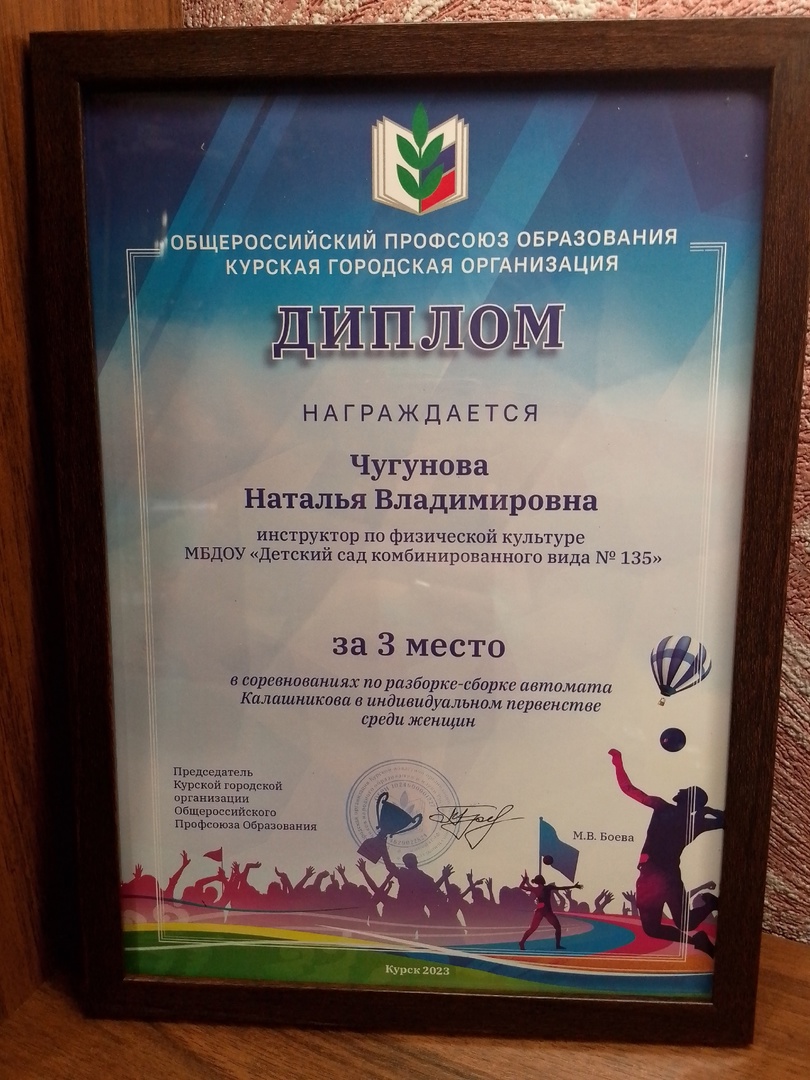 ОБЩЕРОССИЙСКИЙ ПРОФСОЮЗ ОБРАЗОВАНИЯ
КУРСКАЯ ГОРОДСКАЯ ОРГАНИЗАЦИЯ
ДИПЛОМ
НАГРАЖДАЕТСЯ
Чугунова
Наталья Владимировна
инструктор по физической культуре
МБДОУ «Детский сад комбинированного вида № 135»
за 3 место
в соревнованиях по разборке-сборке автомата
Калашникова в индивидуальном первенстве
среди женщин
Председатель
Курской городской
организации
Общероссийского
Профсоюза Образования
М.В. Боева
Курск 2023